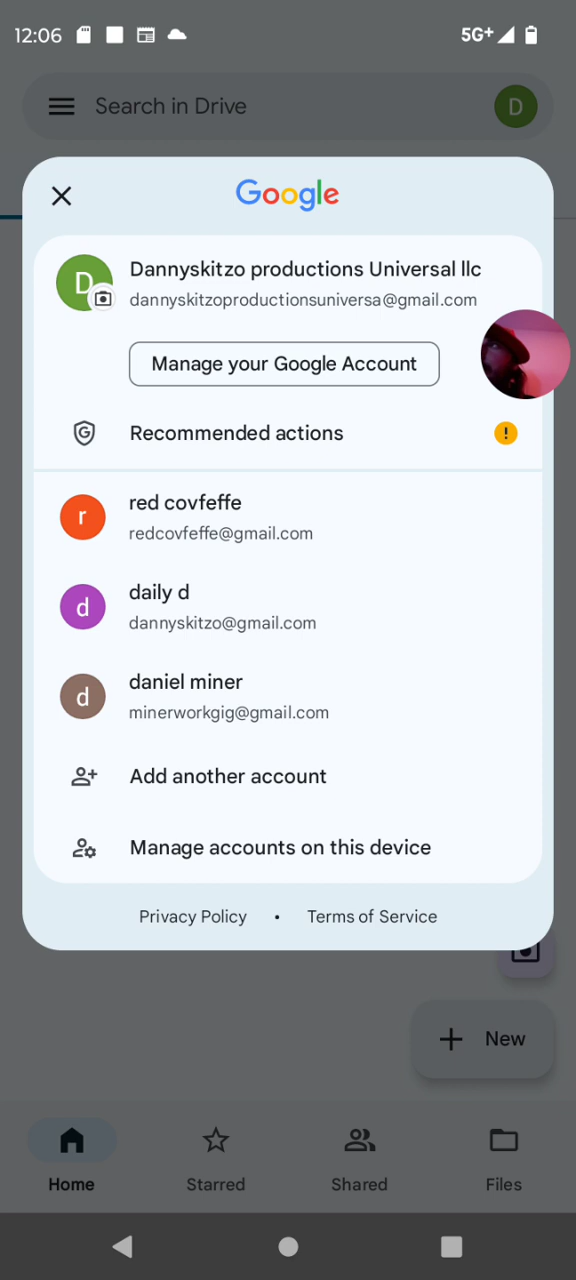 12:06
5G+
Search in Drive
D
Google
D
Dannyskitzo productions Universal llc
dannyskitzoproductionsuniversa@gmail.com
Manage your Google Account
Recommended actions
r
red covfeffe
redcovfeffe@gmail.com
d
daily d
dannyskitzo@gmail.com
d
daniel miner
minerworkgig@gmail.com
Add another account
Manage accounts on this device
Privacy Policy • Terms of Service
New
Home
Starred
Shared
Files